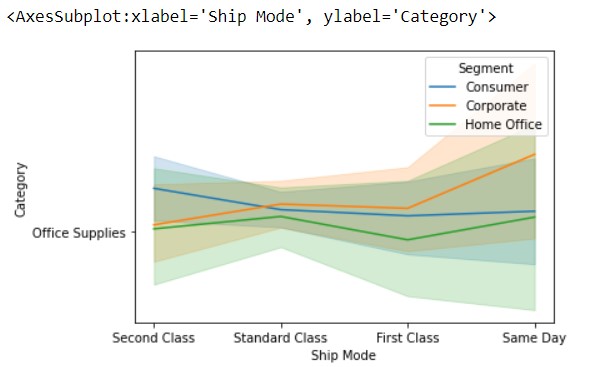 <AxesSubplot:xlabel='Ship Mode', ylabel='Category'>
Segment
Consumer
Corporate
Home Office
Category
Office Supplies
Second Class Standard Class First Class Same Day
Ship Mode